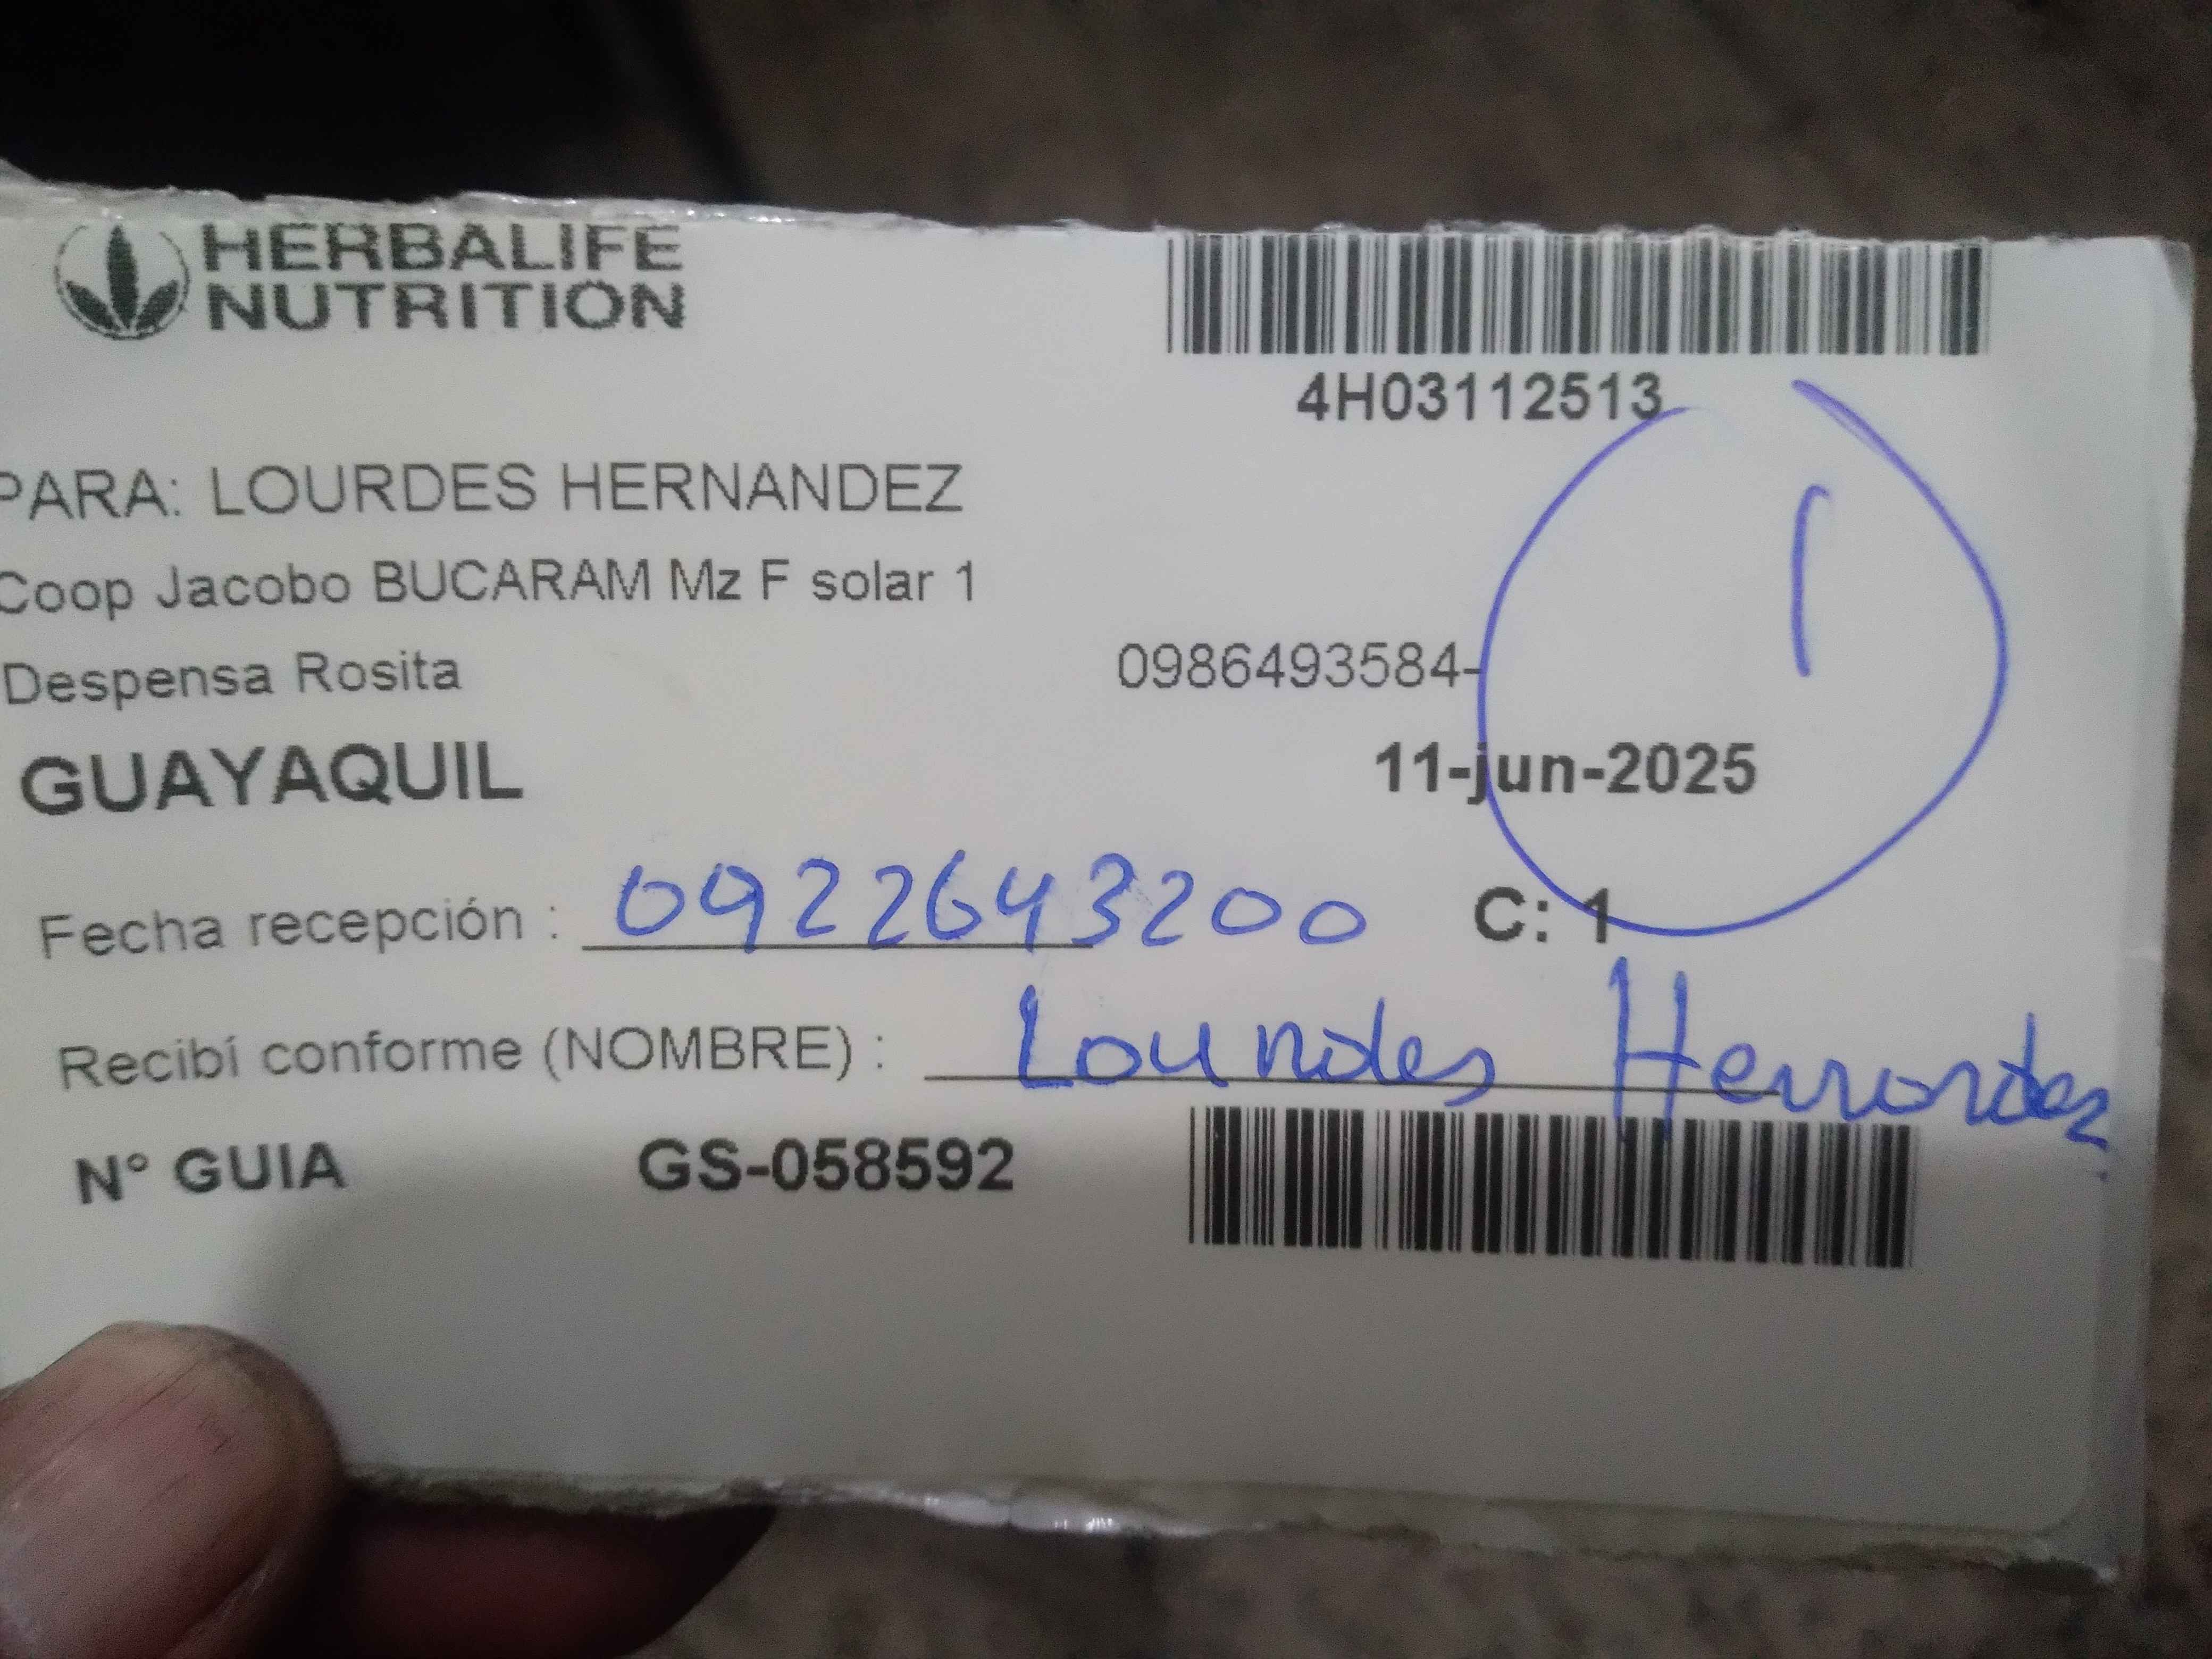 HERBALIFE
NUTRITION
4H03112513
PARA: LOURDES HERNANDEZ
Coop Jacobo BUCARAM Mz F solar 1
Despensa Rosita 0986493584-
1
GUAYAQUIL 11-jun-2025
Fecha recepción : 0922643200 C: 1
Recibí conforme (NOMBRE) : Lourdes Hernandez
N° GUIA GS-058592